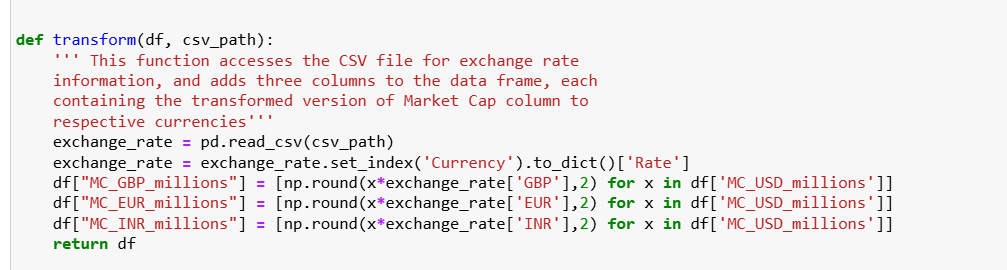 def transform(df, csv_path):
    ''' This function accesses the CSV file for exchange rate
    information, and adds three columns to the data frame, each
    containing the transformed version of Market Cap column to
    respective currencies'''
    exchange_rate = pd.read_csv(csv_path)
    exchange_rate = exchange_rate.set_index('Currency').to_dict()['Rate']
    df["MC_GBP_millions"] = [np.round(x*exchange_rate['GBP'],2) for x in df['MC_USD_millions']]
    df["MC_EUR_millions"] = [np.round(x*exchange_rate['EUR'],2) for x in df['MC_USD_millions']]
    df["MC_INR_millions"] = [np.round(x*exchange_rate['INR'],2) for x in df['MC_USD_millions']]
    return df